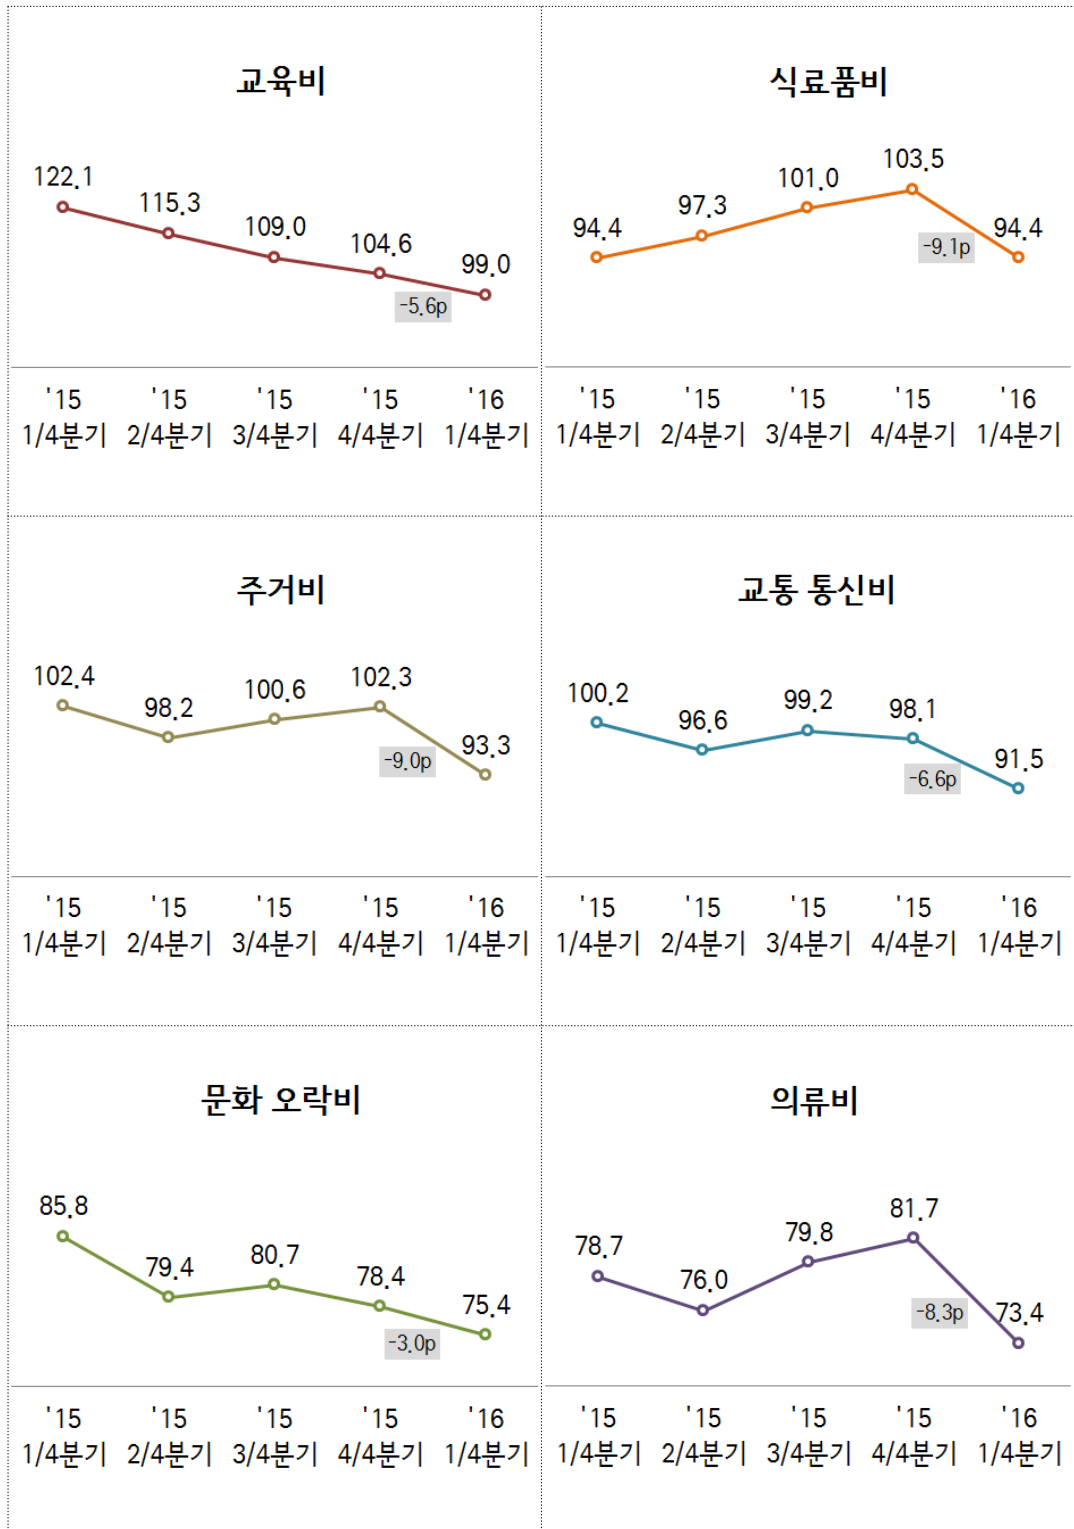 교육비
122.1
115.3
109.0
104.6
99.0
-5.6p
'15 '15 '15 '15 '16
1/4분기 2/4분기 3/4분기 4/4분기 1/4분기
식료품비
94.4
97.3
101.0
103.5
94.4
-9.1p
'15 '15 '15 '15 '16
1/4분기 2/4분기 3/4분기 4/4분기 1/4분기
주거비
102.4
98.2
100.6
102.3
93.3
-9.0p
'15 '15 '15 '15 '16
1/4분기 2/4분기 3/4분기 4/4분기 1/4분기
교통 통신비
100.2
96.6
99.2
98.1
91.5
-6.6p
'15 '15 '15 '15 '16
1/4분기 2/4분기 3/4분기 4/4분기 1/4분기
문화 오락비
85.8
79.4
80.7
78.4
75.4
-3.0p
'15 '15 '15 '15 '16
1/4분기 2/4분기 3/4분기 4/4분기 1/4분기
의류비
78.7
76.0
79.8
81.7
73.4
-8.3p
'15 '15 '15 '15 '16
1/4분기 2/4분기 3/4분기 4/4분기 1/4분기